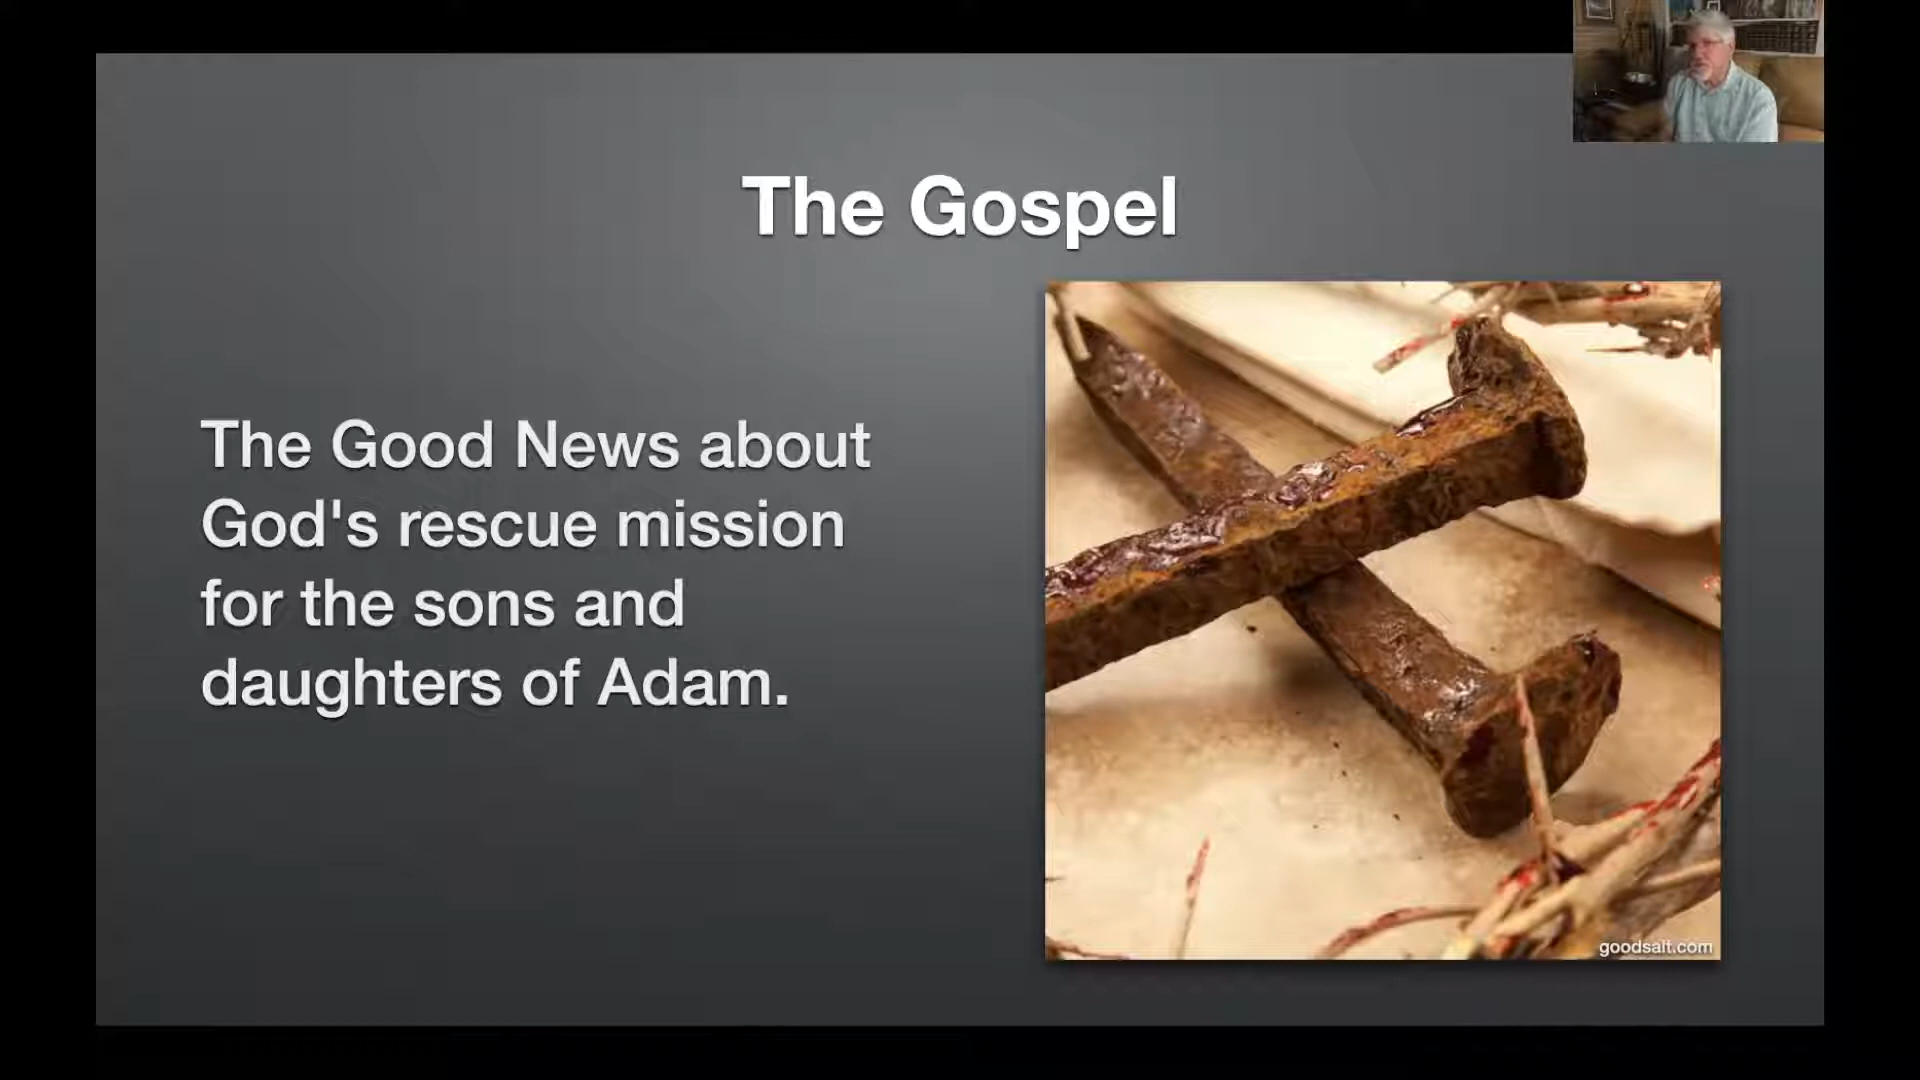 The Gospel
The Good News about
God's rescue mission
for the sons and
daughters of Adam.
goodsalt.com